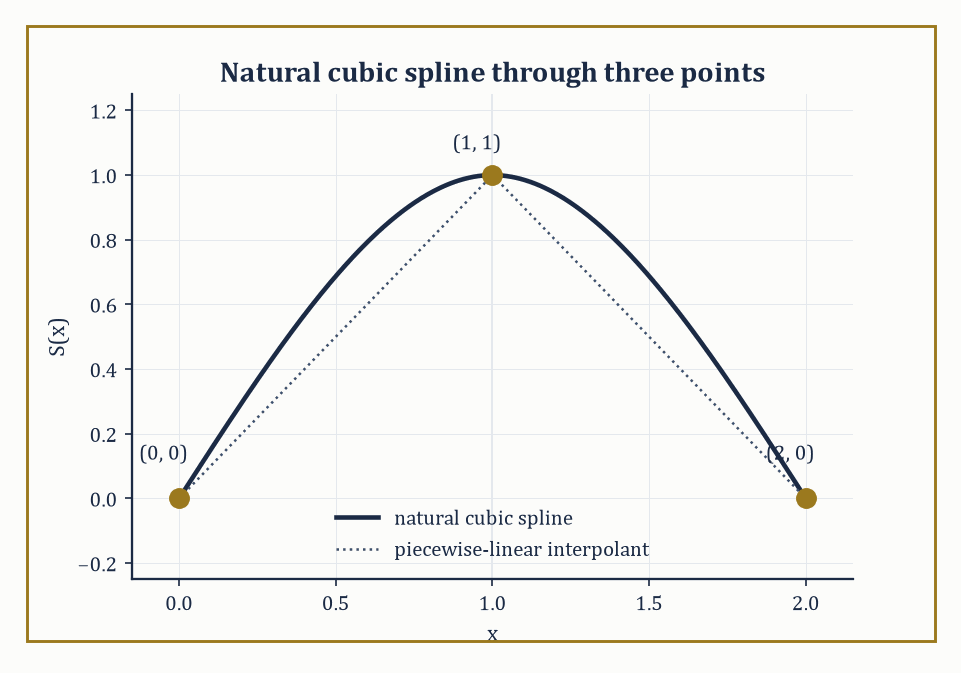 Natural cubic spline through three points
1.2
1.0
0.8
0.6
0.4
0.2
0.0
−0.2
S(x)
(1, 1)
(0, 0)
(2, 0)
natural cubic spline
piecewise-linear interpolant
0.0 0.5 1.0 1.5 2.0
x